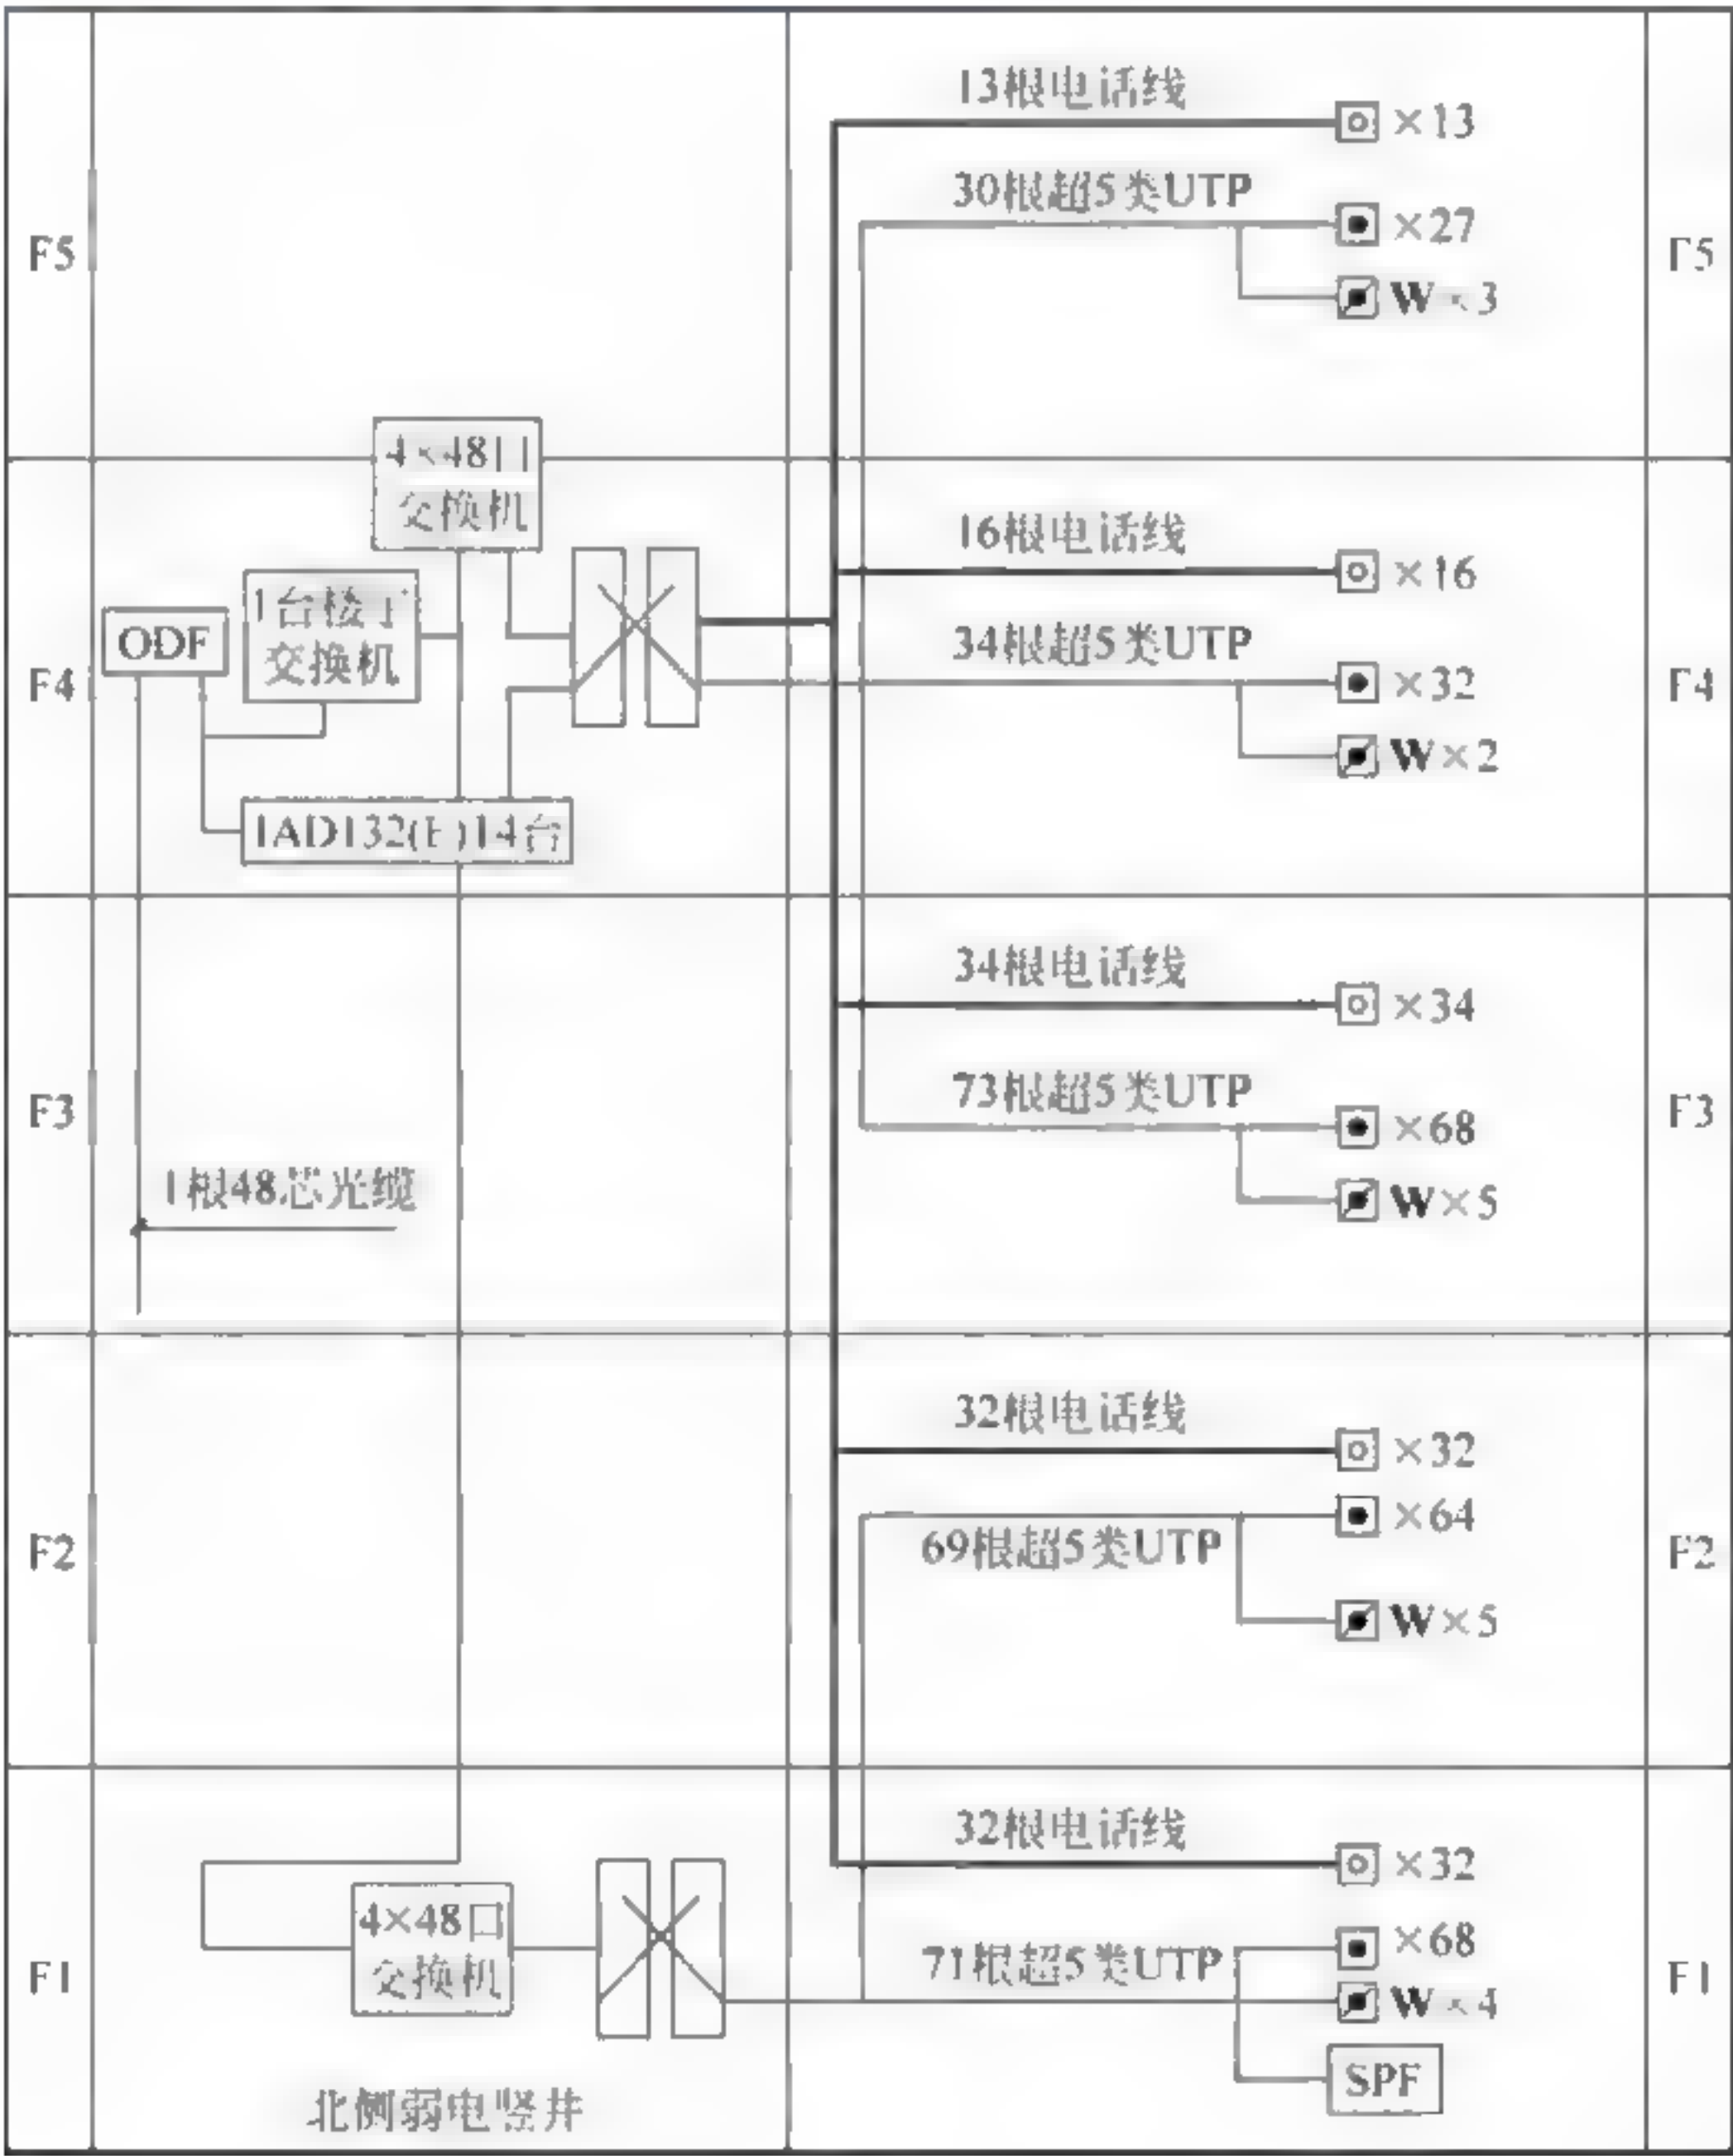 13根电话线
×13
30根超5类UTP
×27
F5
F5
W×3
4×48口
交换机
16根电话线
×16
1台楼宇
交换机
ODF
34根超5类UTP
×32
F4
F4
W×2
IAD132(E)14台
34根电话线
×34
73根超5类UTP
×68
F3
F3
1根48芯光缆
W×5
32根电话线
×32
×64
69根超5类UTP
F2
F2
W×5
32根电话线
×32
4×48口
交换机
×68
71根超5类UTP
F1
F1
W×4
SPF
北侧弱电竖井